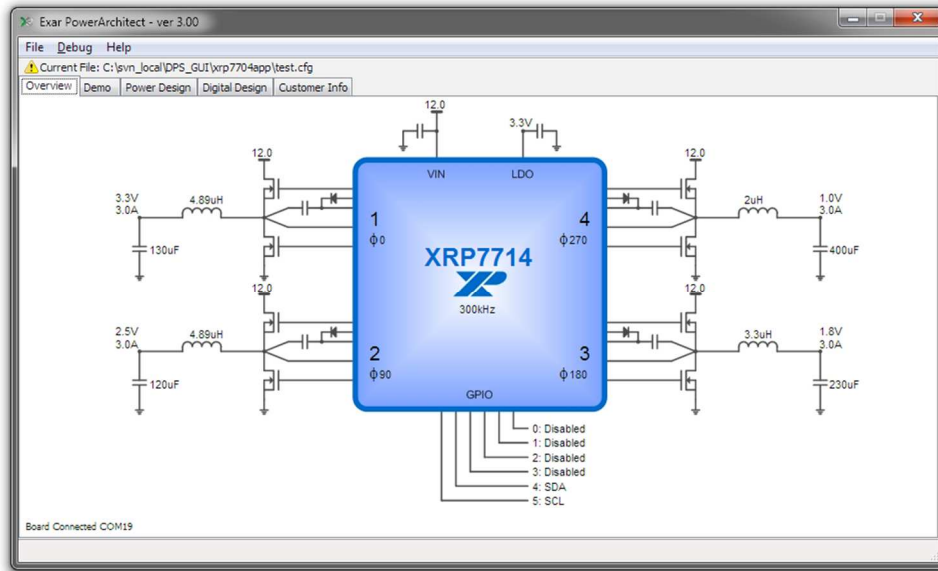 Exar PowerArchitect - ver 3.00
File Debug Help
Current File: C:\svn_local\DPS_GUI\xrp7704app\test.cfg
Overview Demo Power Design Digital Design Customer Info
12.0
3.3V
12.0
12.0
VIN
LDO
3.3V
3.0A
4.89uH
130uF
1
ϕ0
4
ϕ270
2uH
1.0V
3.0A
400uF
XRP7714
XP
300kHz
12.0
12.0
2.5V
3.0A
4.89uH
120uF
2
ϕ90
3
ϕ180
3.3uH
1.8V
3.0A
230uF
GPIO
0: Disabled
1: Disabled
2: Disabled
3: Disabled
4: SDA
5: SCL
Board Connected COM19